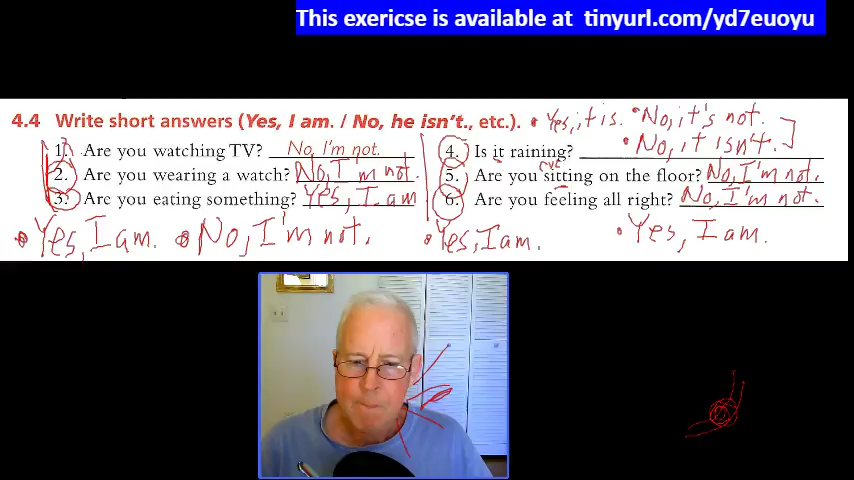 This exericse is available at tinyurl.com/yd7euoyu
4.4 Write short answers (Yes, I am. / No, he isn't., etc.). • Yes, it is. • No, it's not.
• No, it isn't.
1. Are you watching TV? No, I'm not.
2. Are you wearing a watch? No, I'm not.
3. Are you eating something? Yes, I am
• Yes, I am. • No, I'm not.
4. Is it raining?
5. Are you sitting on the floor? No, I'm not.
6. Are you feeling all right? No, I'm not.
• Yes, I am. • Yes, I am.